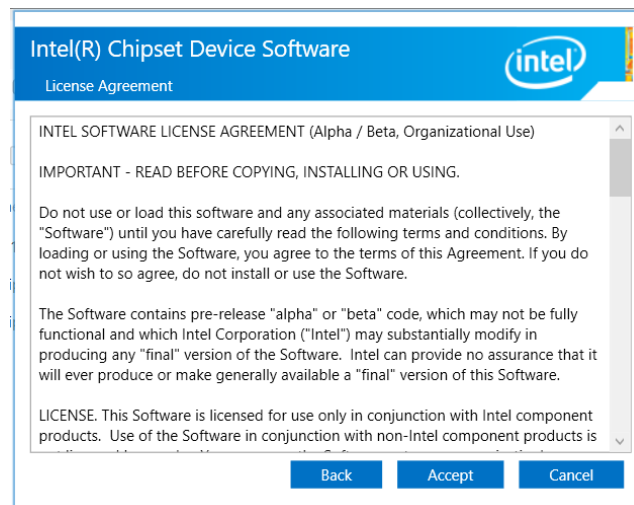 Intel(R) Chipset Device Software
intel
License Agreement
INTEL SOFTWARE LICENSE AGREEMENT (Alpha / Beta, Organizational Use)
IMPORTANT - READ BEFORE COPYING, INSTALLING OR USING.
Do not use or load this software and any associated materials (collectively, the
"Software") until you have carefully read the following terms and conditions. By
loading or using the Software, you agree to the terms of this Agreement. If you do
not wish to so agree, do not install or use the Software.
The Software contains pre-release "alpha" or "beta" code, which may not be fully
functional and which Intel Corporation ("Intel") may substantially modify in
producing any "final" version of the Software.  Intel can provide no assurance that it
will ever produce or make generally available a "final" version of this Software.
LICENSE. This Software is licensed for use only in conjunction with Intel component
products.  Use of the Software in conjunction with non-Intel component products is
Back
Accept
Cancel